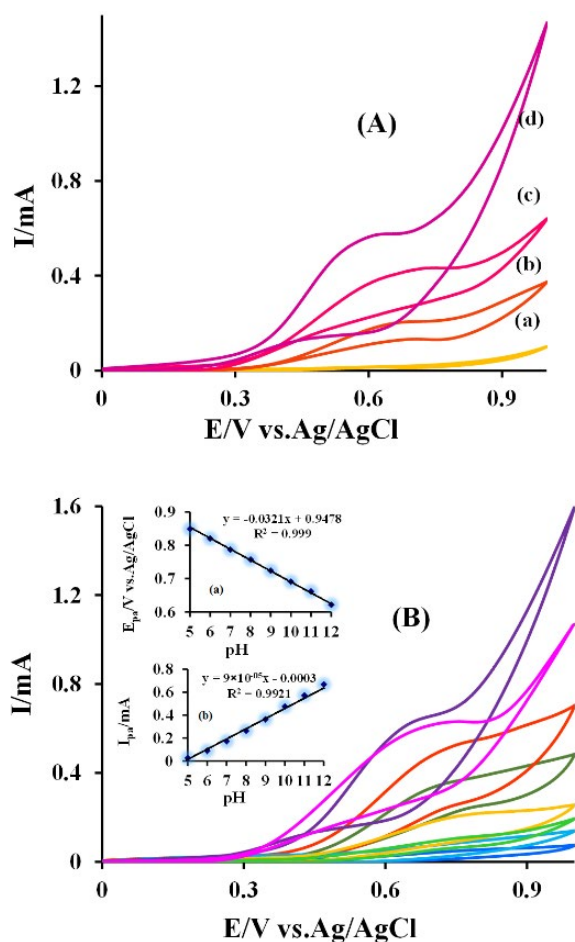 1.2
(A)
(d)
I/mA
0.8
(c)
0.4
(b)
(a)
0
0
0.3
0.6
0.9
E/V vs.Ag/AgCl
1.6
0.9
y = -0.0321x + 0.9478
R² = 0.999
0.8
0.7
(a)
0.6
Epa/V vs.Ag/AgCl
5 6 7 8 9 10 11 12
pH
(B)
1.2
I/mA
0.8
0.8
y = 9×10⁻⁰⁵x - 0.0003
R² = 0.9921
0.6
0.4
(b)
0.2
0
Ipa/mA
5 6 7 8 9 10 11 12
pH
0.4
0
0
0.3
0.6
0.9
E/V vs.Ag/AgCl